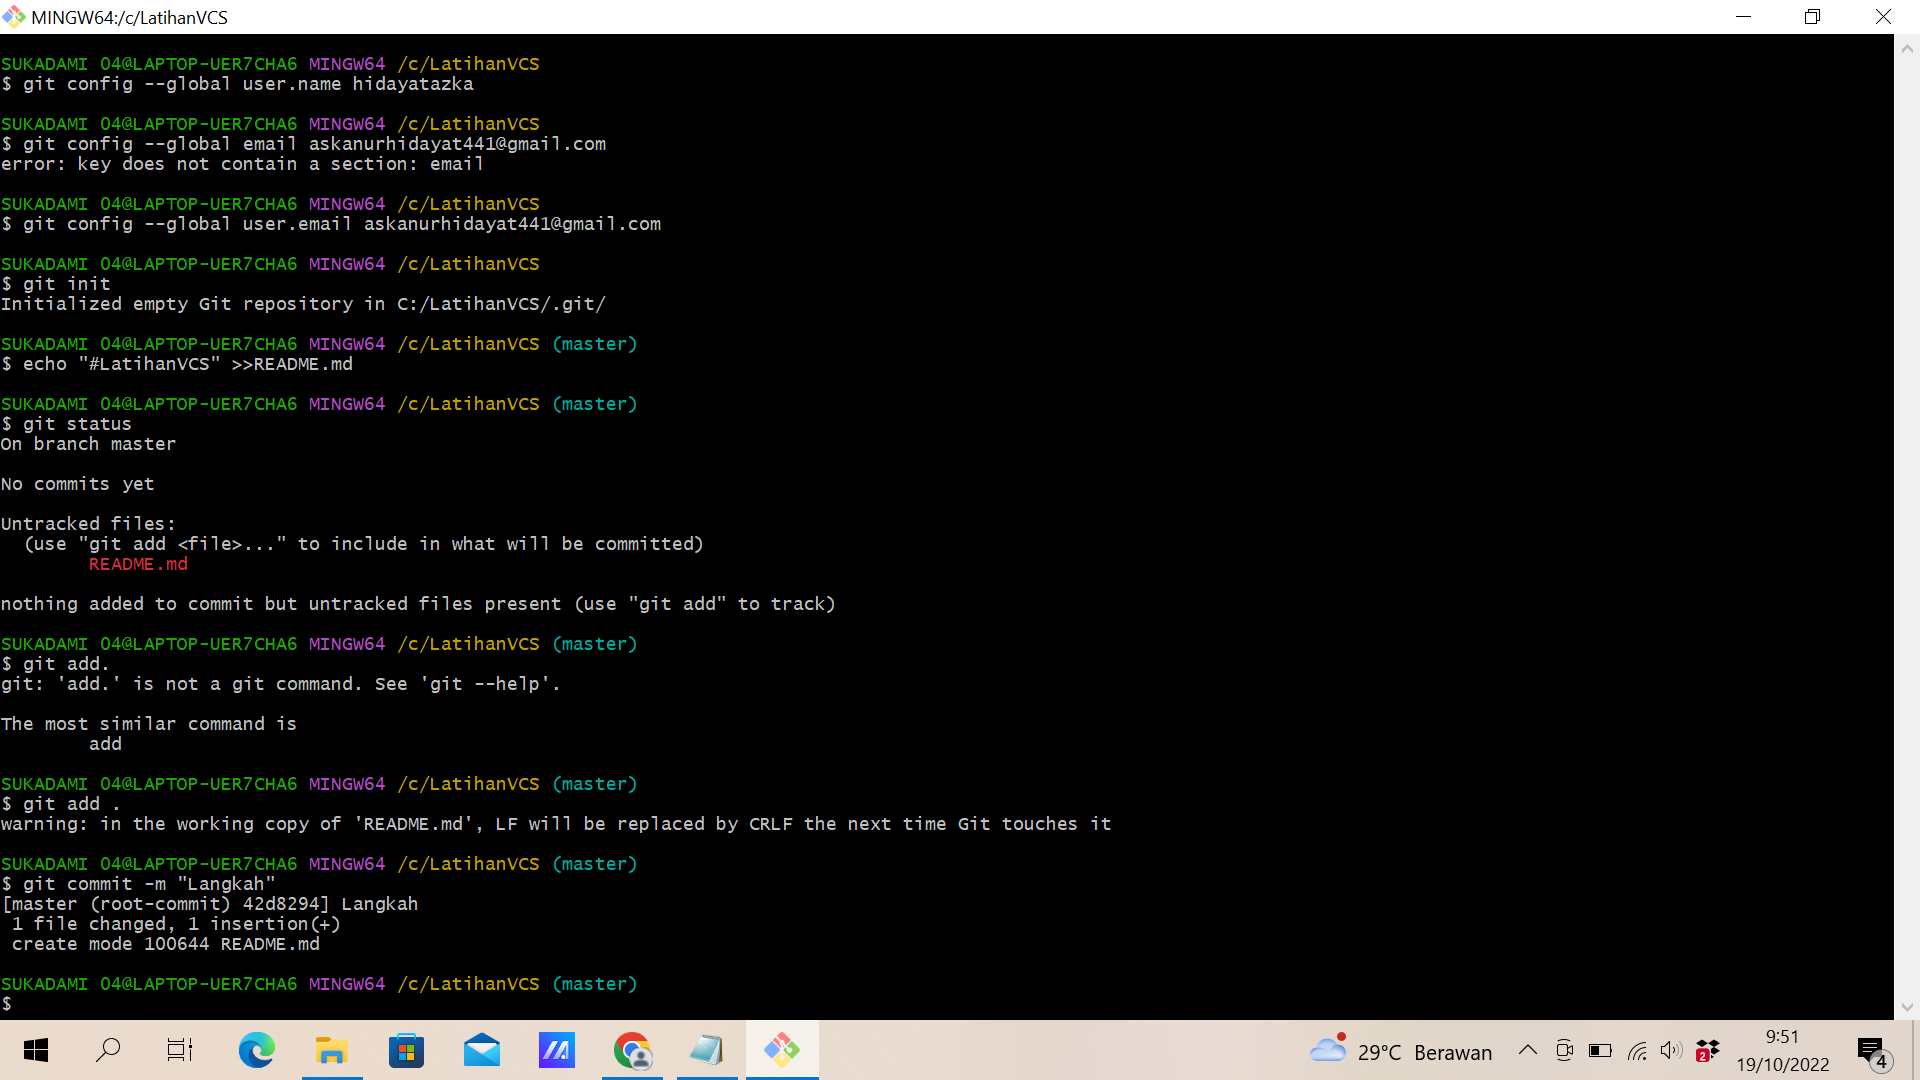 MINGW64:/c/LatihanVCS
SUKADAMI 04@LAPTOP-UER7CHA6 MINGW64 /c/LatihanVCS
$ git config --global user.name hidayatazka
SUKADAMI 04@LAPTOP-UER7CHA6 MINGW64 /c/LatihanVCS
$ git config --global email askanurhidayat441@gmail.com
error: key does not contain a section: email
SUKADAMI 04@LAPTOP-UER7CHA6 MINGW64 /c/LatihanVCS
$ git config --global user.email askanurhidayat441@gmail.com
SUKADAMI 04@LAPTOP-UER7CHA6 MINGW64 /c/LatihanVCS
$ git init
Initialized empty Git repository in C:/LatihanVCS/.git/
SUKADAMI 04@LAPTOP-UER7CHA6 MINGW64 /c/LatihanVCS (master)
$ echo "#LatihanVCS" >>README.md
SUKADAMI 04@LAPTOP-UER7CHA6 MINGW64 /c/LatihanVCS (master)
$ git status
On branch master
No commits yet
Untracked files:
  (use "git add <file>..." to include in what will be committed)
        README.md
nothing added to commit but untracked files present (use "git add" to track)
SUKADAMI 04@LAPTOP-UER7CHA6 MINGW64 /c/LatihanVCS (master)
$ git add.
git: 'add.' is not a git command. See 'git --help'.
The most similar command is
        add
SUKADAMI 04@LAPTOP-UER7CHA6 MINGW64 /c/LatihanVCS (master)
$ git add .
warning: in the working copy of 'README.md', LF will be replaced by CRLF the next time Git touches it
SUKADAMI 04@LAPTOP-UER7CHA6 MINGW64 /c/LatihanVCS (master)
$ git commit -m "Langkah"
[master (root-commit) 42d8294] Langkah
 1 file changed, 1 insertion(+)
 create mode 100644 README.md
SUKADAMI 04@LAPTOP-UER7CHA6 MINGW64 /c/LatihanVCS (master)
$
29°C Berawan
2
9:51
19/10/2022
4